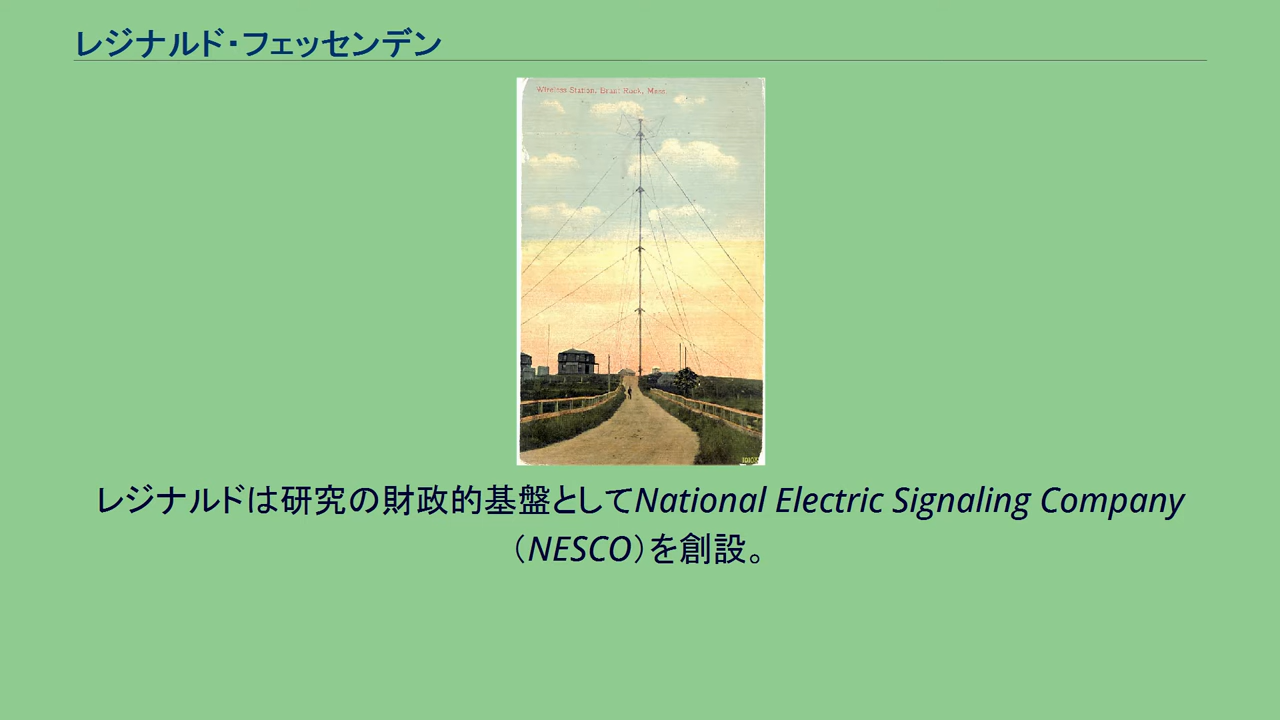 レジナルド・フェッセンデン
Wireless Station, Brant Rock, Mass.
レジナルドは研究の財政的基盤としてNational Electric Signaling Company
（NESCO）を創設。